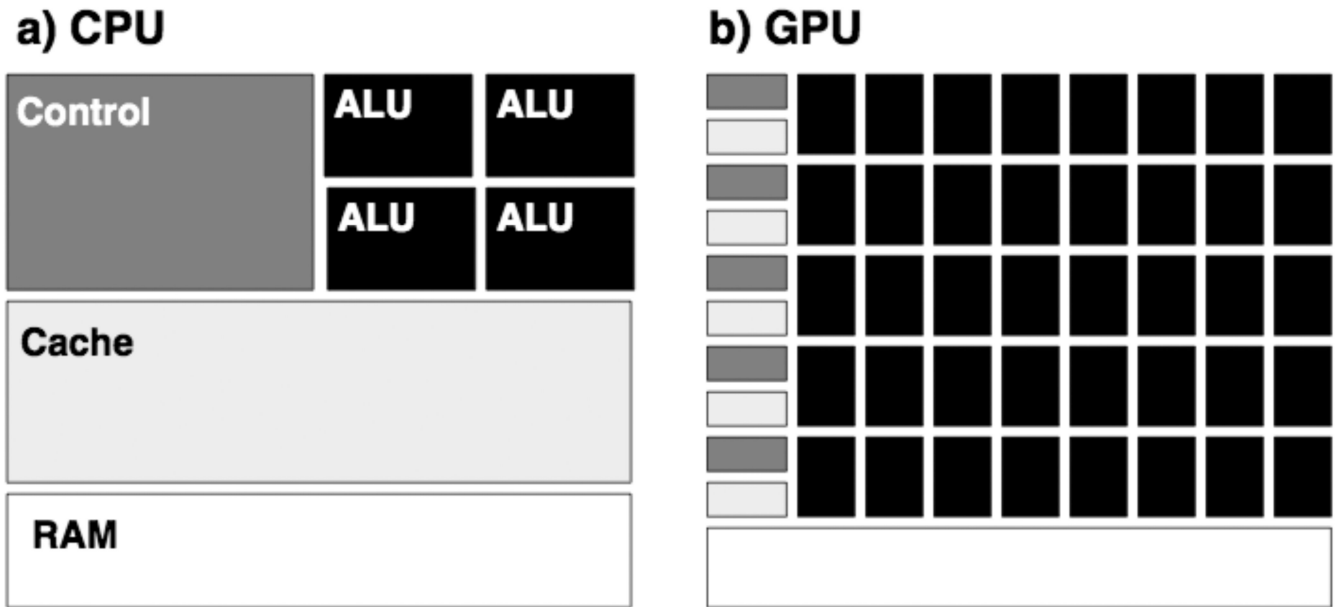 a) CPU
Control
ALU
ALU
ALU
ALU
Cache
RAM
b) GPU